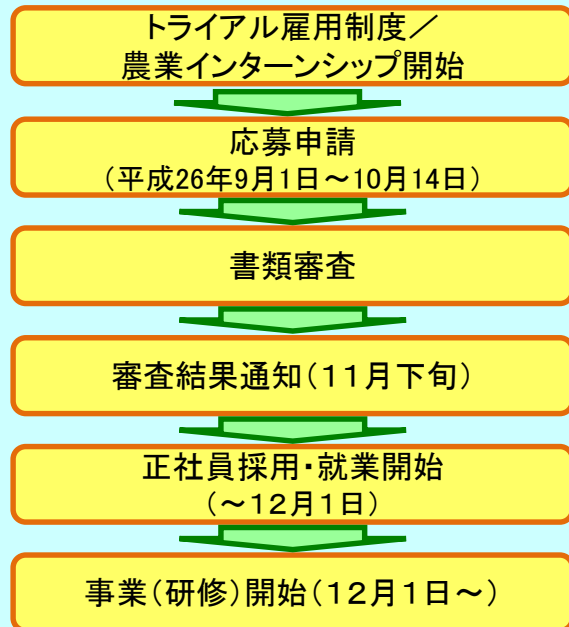 トライアル雇用制度／
農業インターンシップ開始
応募申請
（平成26年9月1日～10月14日）
書類審査
審査結果通知（１１月下旬）
正社員採用・就業開始
（～１２月１日）
事業（研修）開始（１２月１日～）